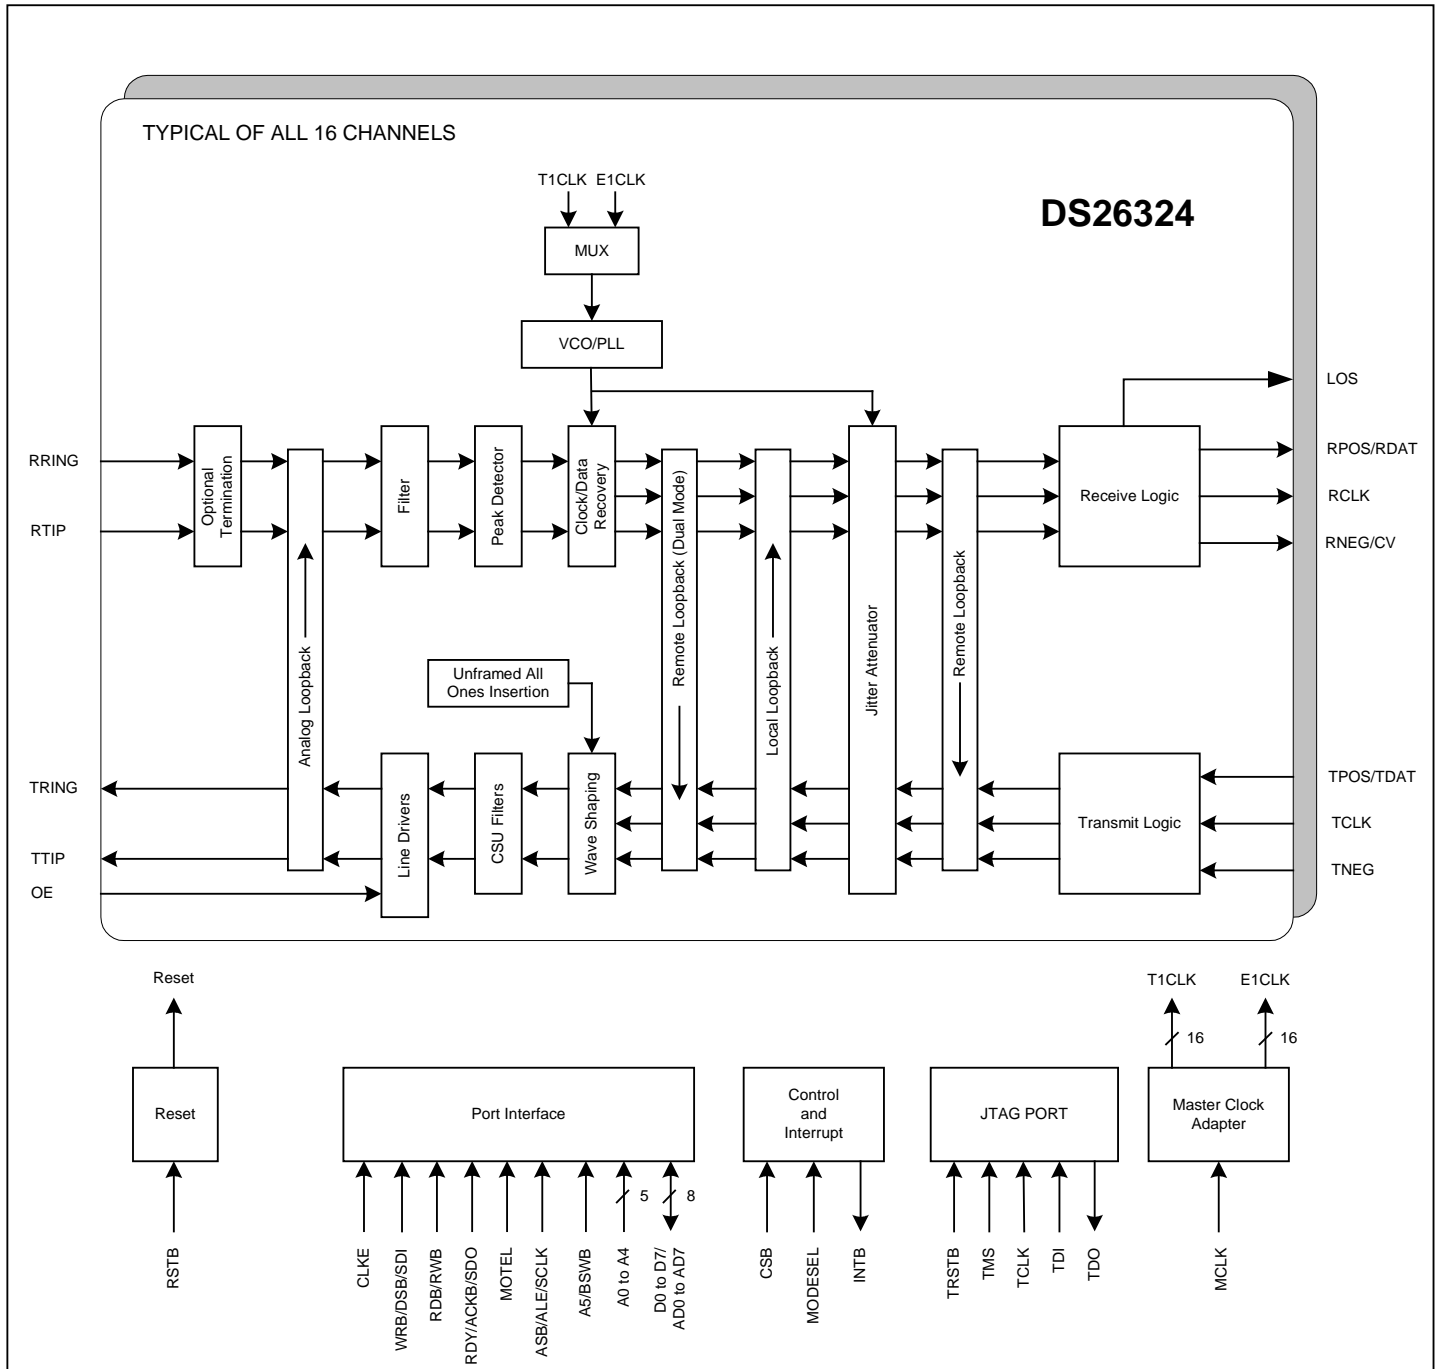 TYPICAL OF ALL 16 CHANNELS
T1CLK
E1CLK
DS26324
MUX
VCO/PLL
LOS
RRING
RTIP
Optional
Termination
Analog Loopback
Filter
Peak Detector
Clock/Data
Recovery
Remote Loopback (Dual Mode)
Local Loopback
Jitter Attenuator
Remote Loopback
Receive Logic
RPOS/RDAT
RCLK
RNEG/CV
Unframed All
Ones Insertion
TRING
TTIP
OE
Line Drivers
CSU Filters
Wave Shaping
Transmit Logic
TPOS/TDAT
TCLK
TNEG
Reset
T1CLK
E1CLK
16
16
Reset
Port Interface
Control
and
Interrupt
JTAG PORT
Master Clock
Adapter
5
8
RSTB
CLKE
WRB/DSB/SDI
RDB/RWB
RDY/ACKB/SDO
MOTEL
ASB/ALE/SCLK
A5/BSWB
A0 to A4
D0 to D7/
AD0 to AD7
CSB
MODESEL
INTB
TRSTB
TMS
TCLK
TDI
TDO
MCLK